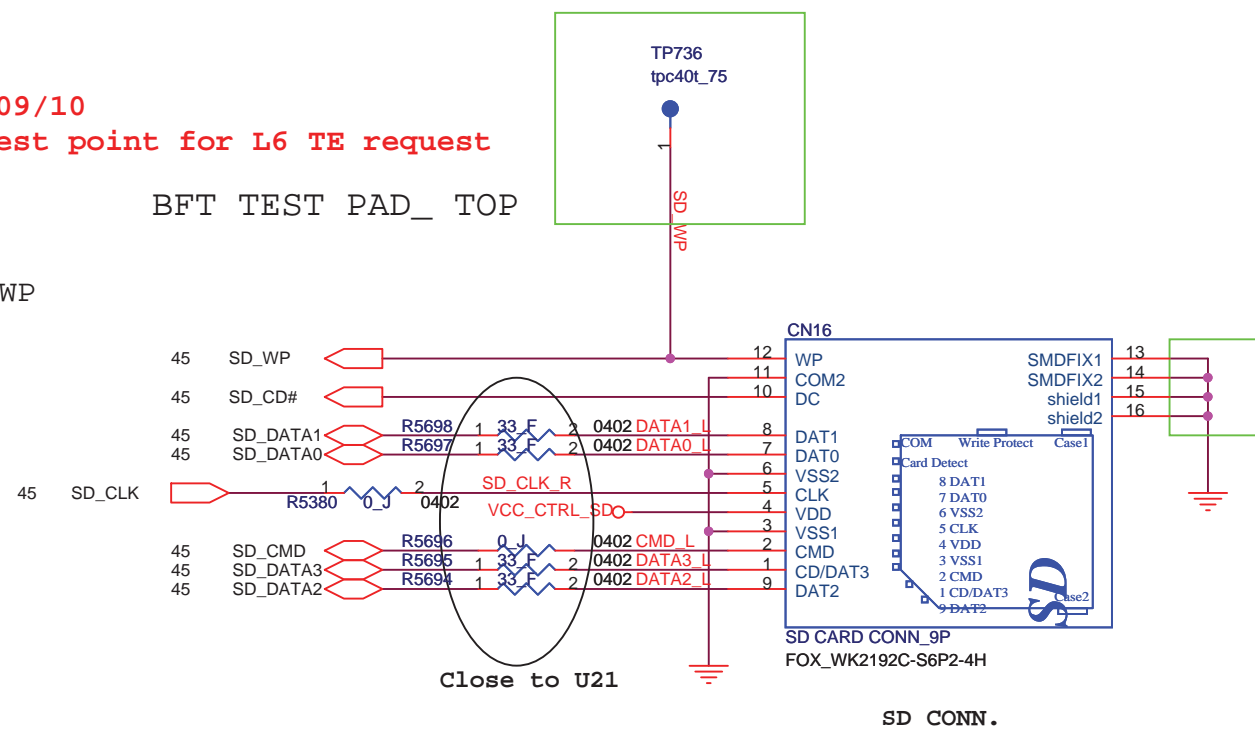 TP736
tpc40t_75
09/10
est point for L6 TE request
1
BFT TEST PAD_ TOP
SD_WP
WP
CN16
45 SD_WP 12 WP SMDFIX1 13
11 COM2 SMDFIX2 14
45 SD_CD# 10 DC shield1 15
shield2 16
45 SD_DATA1 R5698 1 33_F 2 0402 DATA1_L 8 DAT1
45 SD_DATA0 R5697 1 33_F 2 0402 DATA0_L 7 DAT0
6 VSS2
45 SD_CLK R5380 1 0_J 2 0402 SD_CLK_R 5 CLK
VCC_CTRL_SD 4 VDD
3 VSS1
45 SD_CMD R5696 0_J 0402 CMD_L 2 CMD
45 SD_DATA3 R5695 1 33_F 2 0402 DATA3_L 1 CD/DAT3
45 SD_DATA2 R5694 1 33_F 2 0402 DATA2_L 9 DAT2
COM Write Protect Case1
Card Detect
8 DAT1
7 DAT0
6 VSS2
5 CLK
4 VDD
3 VSS1
2 CMD
1 CD/DAT3
9 DAT2
SD
Case2
SD CARD CONN_9P
FOX_WK2192C-S6P2-4H
Close to U21
SD CONN.